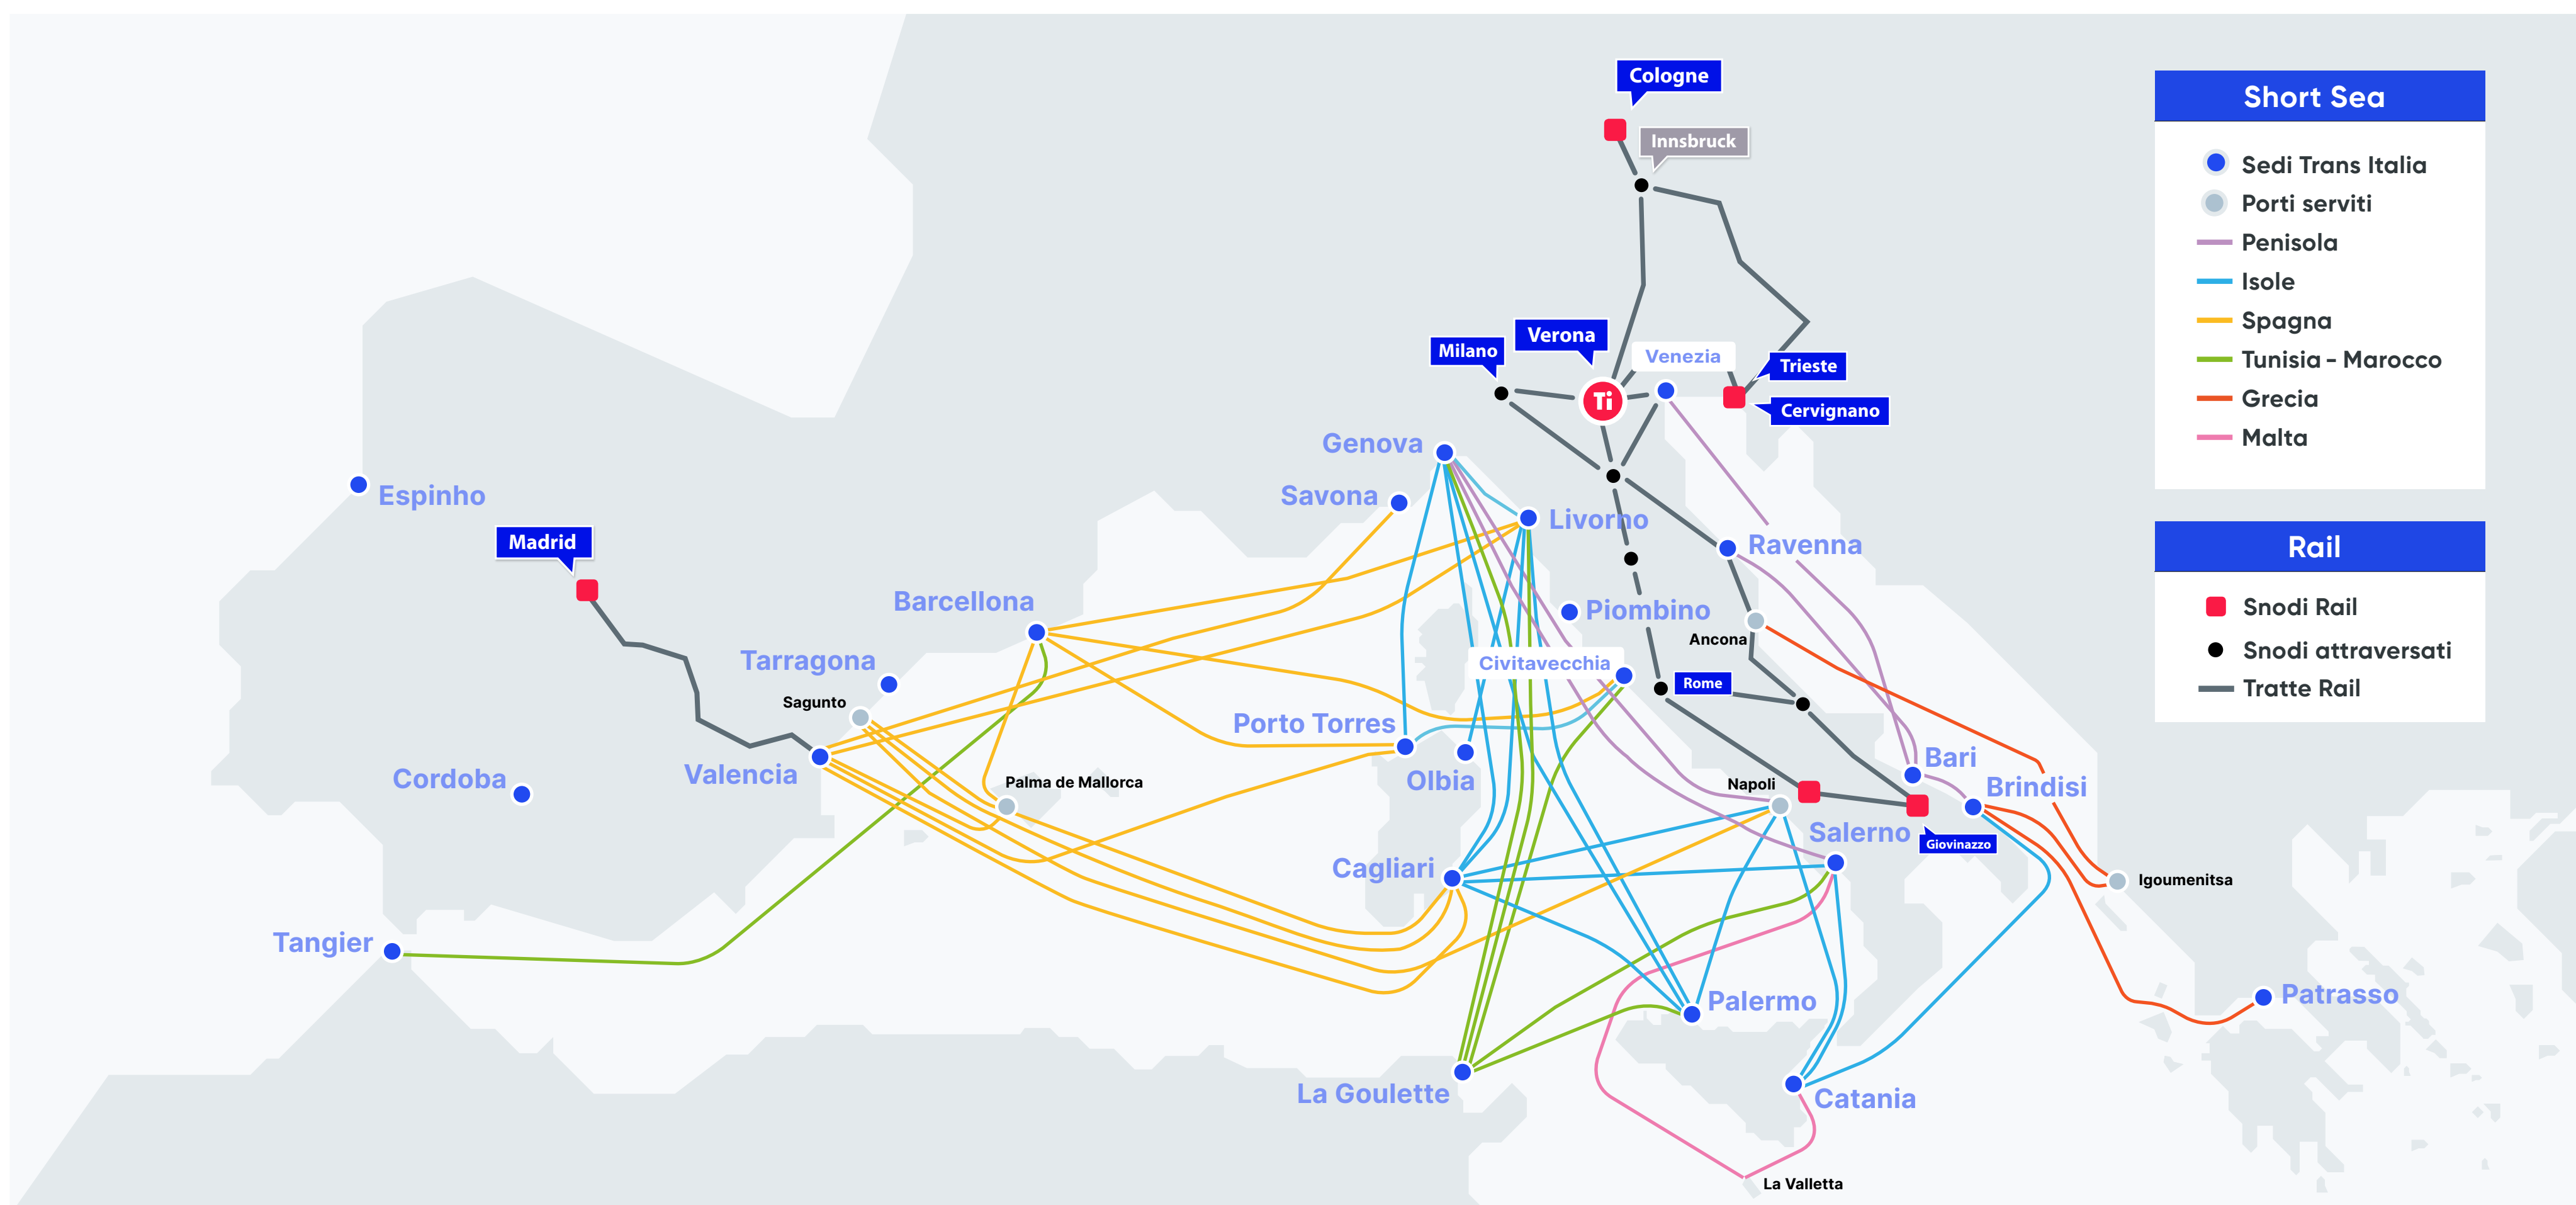 Cologne
Innsbruck
Verona
Milano
Venezia
Trieste
Ti
Cervignano
Genova
Savona
Livorno
Espinho
Madrid
Ravenna
Barcellona
Piombino
Ancona
Tarragona
Civitavecchia
Sagunto
Rome
Porto Torres
Valencia
Cordoba
Olbia
Palma de Mallorca
Napoli
Bari
Brindisi
Salerno
Giovinazzo
Cagliari
Igoumenitsa
Tangier
Palermo
Patrasso
La Goulette
Catania
La Valletta
Short Sea
Sedi Trans Italia
Porti serviti
Penisola
Isole
Spagna
Tunisia - Marocco
Grecia
Malta
Rail
Snodi Rail
Snodi attraversati
Tratte Rail